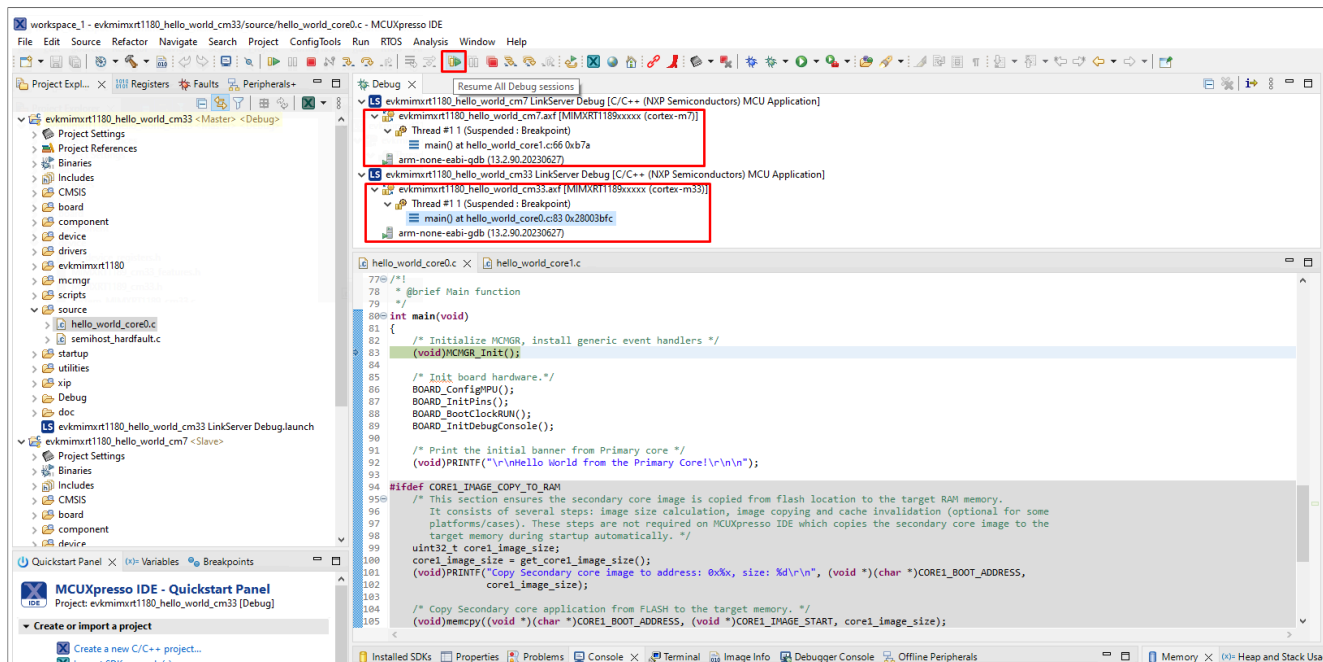 workspace_1 - evkmimxrt1180_hello_world_cm33/source/hello_world_core0.c - MCUXpresso IDE
File Edit Source Refactor Navigate Search Project ConfigTools Run RTOS Analysis Window Help
Resume All Debug sessions
Project Expl... Registers Faults Peripherals+
evkmimxrt1180_hello_world_cm33 <Master> <Debug>
Project Settings
Project References
Binaries
Includes
CMSIS
board
component
device
drivers
evkmimxrt1180
mcmgr
scripts
source
hello_world_core0.c
semihost_hardfault.c
startup
utilities
xip
Debug
doc
LS evkmimxrt1180_hello_world_cm33 LinkServer Debug.launch
evkmimxrt1180_hello_world_cm7 <Slave>
Project Settings
Binaries
Includes
CMSIS
board
component
device
Quickstart Panel (x)= Variables Breakpoints
IDE
MCUXpresso IDE - Quickstart Panel
Project: evkmimxrt1180_hello_world_cm33 [Debug]
Create or import a project
Create a new C/C++ project...
Debug
LS evkmimxrt1180_hello_world_cm7 LinkServer Debug [C/C++ (NXP Semiconductors) MCU Application]
evkmimxrt1180_hello_world_cm7.axf [MIMXRT1189xxxxx (cortex-m7)]
Thread #1 1 (Suspended : Breakpoint)
main() at hello_world_core1.c:66 0xb7a
arm-none-eabi-gdb (13.2.90.20230627)
LS evkmimxrt1180_hello_world_cm33 LinkServer Debug [C/C++ (NXP Semiconductors) MCU Application]
evkmimxrt1180_hello_world_cm33.axf [MIMXRT1189xxxxx (cortex-m33)]
Thread #1 1 (Suspended : Breakpoint)
main() at hello_world_core0.c:83 0x28003bfc
arm-none-eabi-gdb (13.2.90.20230627)
hello_world_core0.c hello_world_core1.c
77 /*!
78 * @brief Main function
79 */
80 int main(void)
81 {
82 /* Initialize MCMGR, install generic event handlers */
83 (void)MCMGR_Init();
84
85 /* Init board hardware.*/
86 BOARD_ConfigMPU();
87 BOARD_InitPins();
88 BOARD_BootClockRUN();
89 BOARD_InitDebugConsole();
90
91 /* Print the initial banner from Primary core */
92 (void)PRINTF("\r\nHello World from the Primary Core!\r\n\n");
93
94 #ifdef CORE1_IMAGE_COPY_TO_RAM
95 /* This section ensures the secondary core image is copied from flash location to the target RAM memory.
96 It consists of several steps: image size calculation, image copying and cache invalidation (optional for some
97 platforms/cases). These steps are not required on MCUXpresso IDE which copies the secondary core image to the
98 target memory during startup automatically. */
99 uint32_t core1_image_size;
100 core1_image_size = get_core1_image_size();
101 (void)PRINTF("Copy Secondary core image to address: 0x%x, size: %d\r\n", (void *)(char *)CORE1_BOOT_ADDRESS,
102 core1_image_size);
103
104 /* Copy Secondary core application from FLASH to the target memory. */
105 (void)memcpy((void *)(char *)CORE1_BOOT_ADDRESS, (void *)CORE1_IMAGE_START, core1_image_size);
Installed SDKs Properties Problems Console Terminal Image Info Debugger Console Offline Peripherals
Memory (x)= Heap and Stack Usa